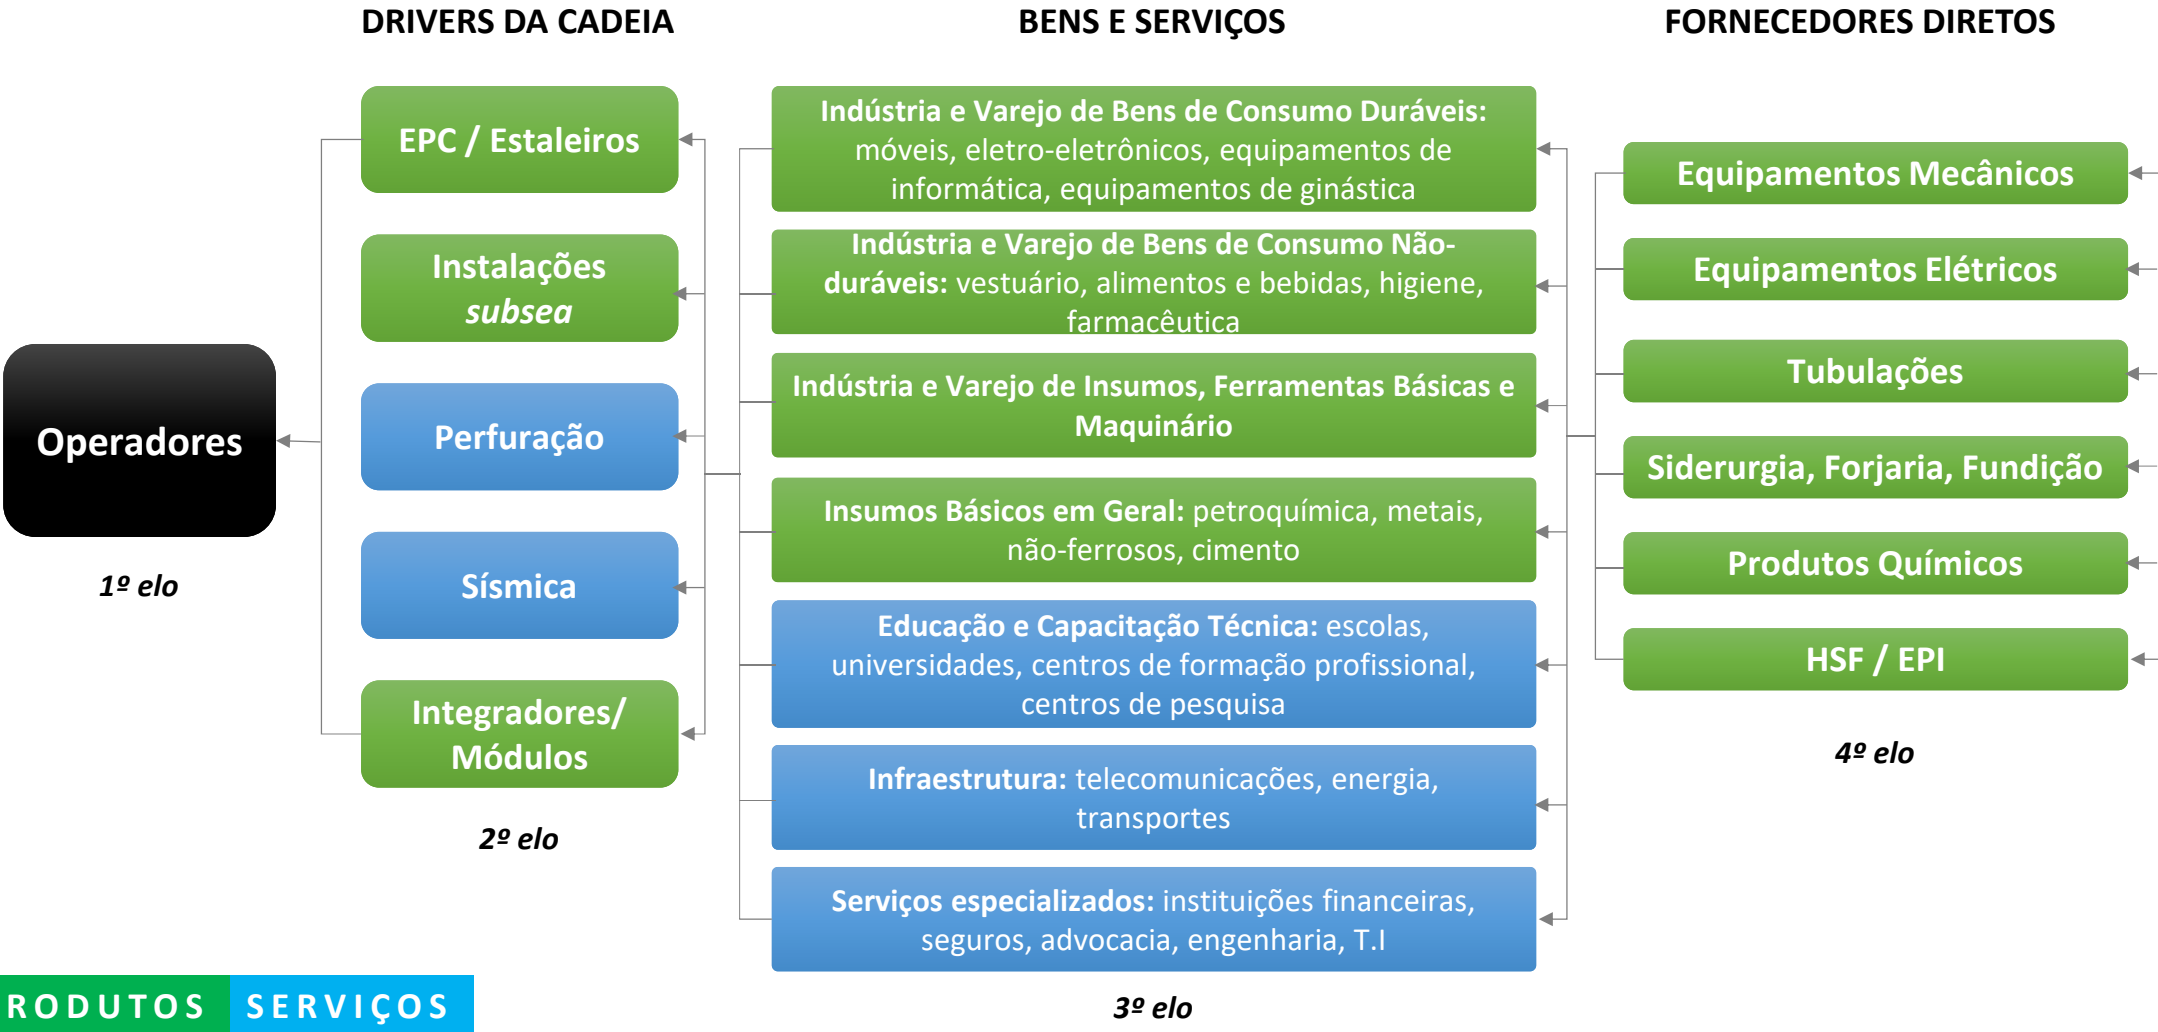 DRIVERS DA CADEIA
BENS E SERVIÇOS
FORNECEDORES DIRETOS
Operadores
1º elo
EPC / Estaleiros
Instalações
subsea
Perfuração
Sísmica
Integradores/
Módulos
2º elo
Indústria e Varejo de Bens de Consumo Duráveis:
móveis, eletro-eletrônicos, equipamentos de
informática, equipamentos de ginástica
Indústria e Varejo de Bens de Consumo Não-
duráveis: vestuário, alimentos e bebidas, higiene,
farmacêutica
Indústria e Varejo de Insumos, Ferramentas Básicas e
Maquinário
Insumos Básicos em Geral: petroquímica, metais,
não-ferrosos, cimento
Educação e Capacitação Técnica: escolas,
universidades, centros de formação profissional,
centros de pesquisa
Infraestrutura: telecomunicações, energia,
transportes
Serviços especializados: instituições financeiras,
seguros, advocacia, engenharia, T.I
3º elo
Equipamentos Mecânicos
Equipamentos Elétricos
Tubulações
Siderurgia, Forjaria, Fundição
Produtos Químicos
HSF / EPI
4º elo
RODUTOS
SERVIÇOS